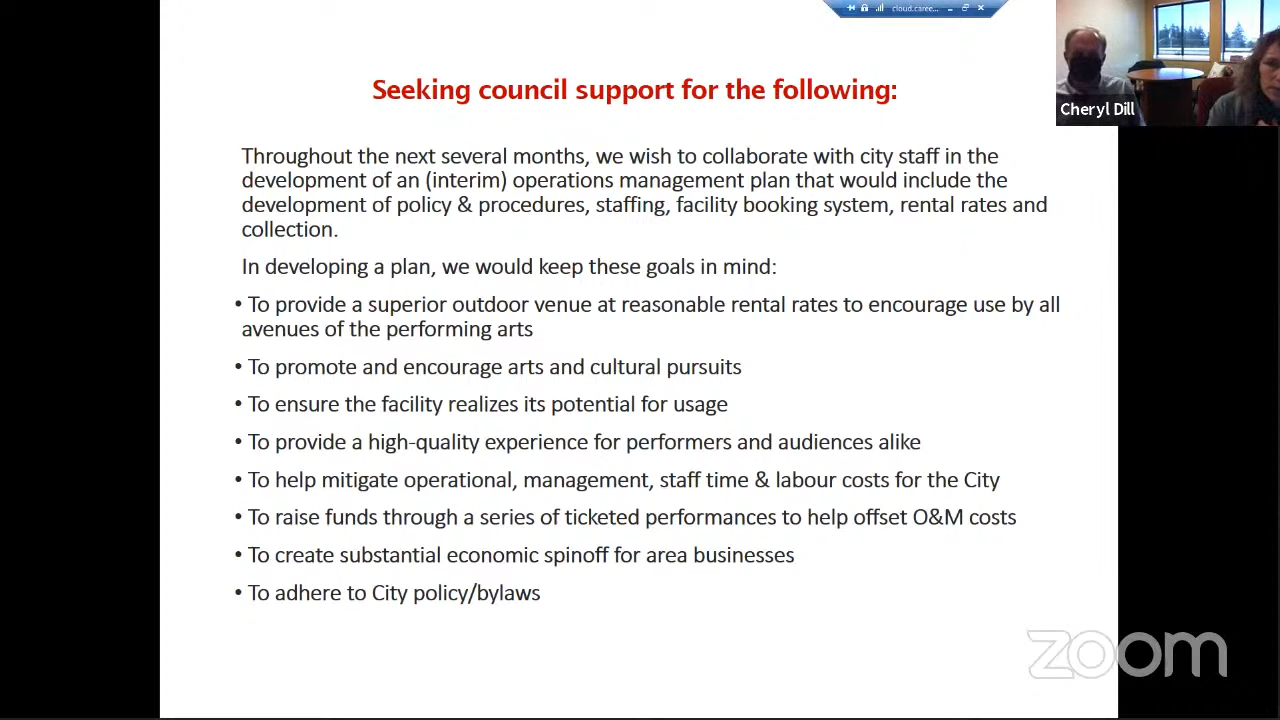 cloud.caree...
Cheryl Dill
Seeking council support for the following:
Throughout the next several months, we wish to collaborate with city staff in the
development of an (interim) operations management plan that would include the
development of policy & procedures, staffing, facility booking system, rental rates and
collection.
In developing a plan, we would keep these goals in mind:
• To provide a superior outdoor venue at reasonable rental rates to encourage use by all
avenues of the performing arts
• To promote and encourage arts and cultural pursuits
• To ensure the facility realizes its potential for usage
• To provide a high-quality experience for performers and audiences alike
• To help mitigate operational, management, staff time & labour costs for the City
• To raise funds through a series of ticketed performances to help offset O&M costs
• To create substantial economic spinoff for area businesses
• To adhere to City policy/bylaws
zoom